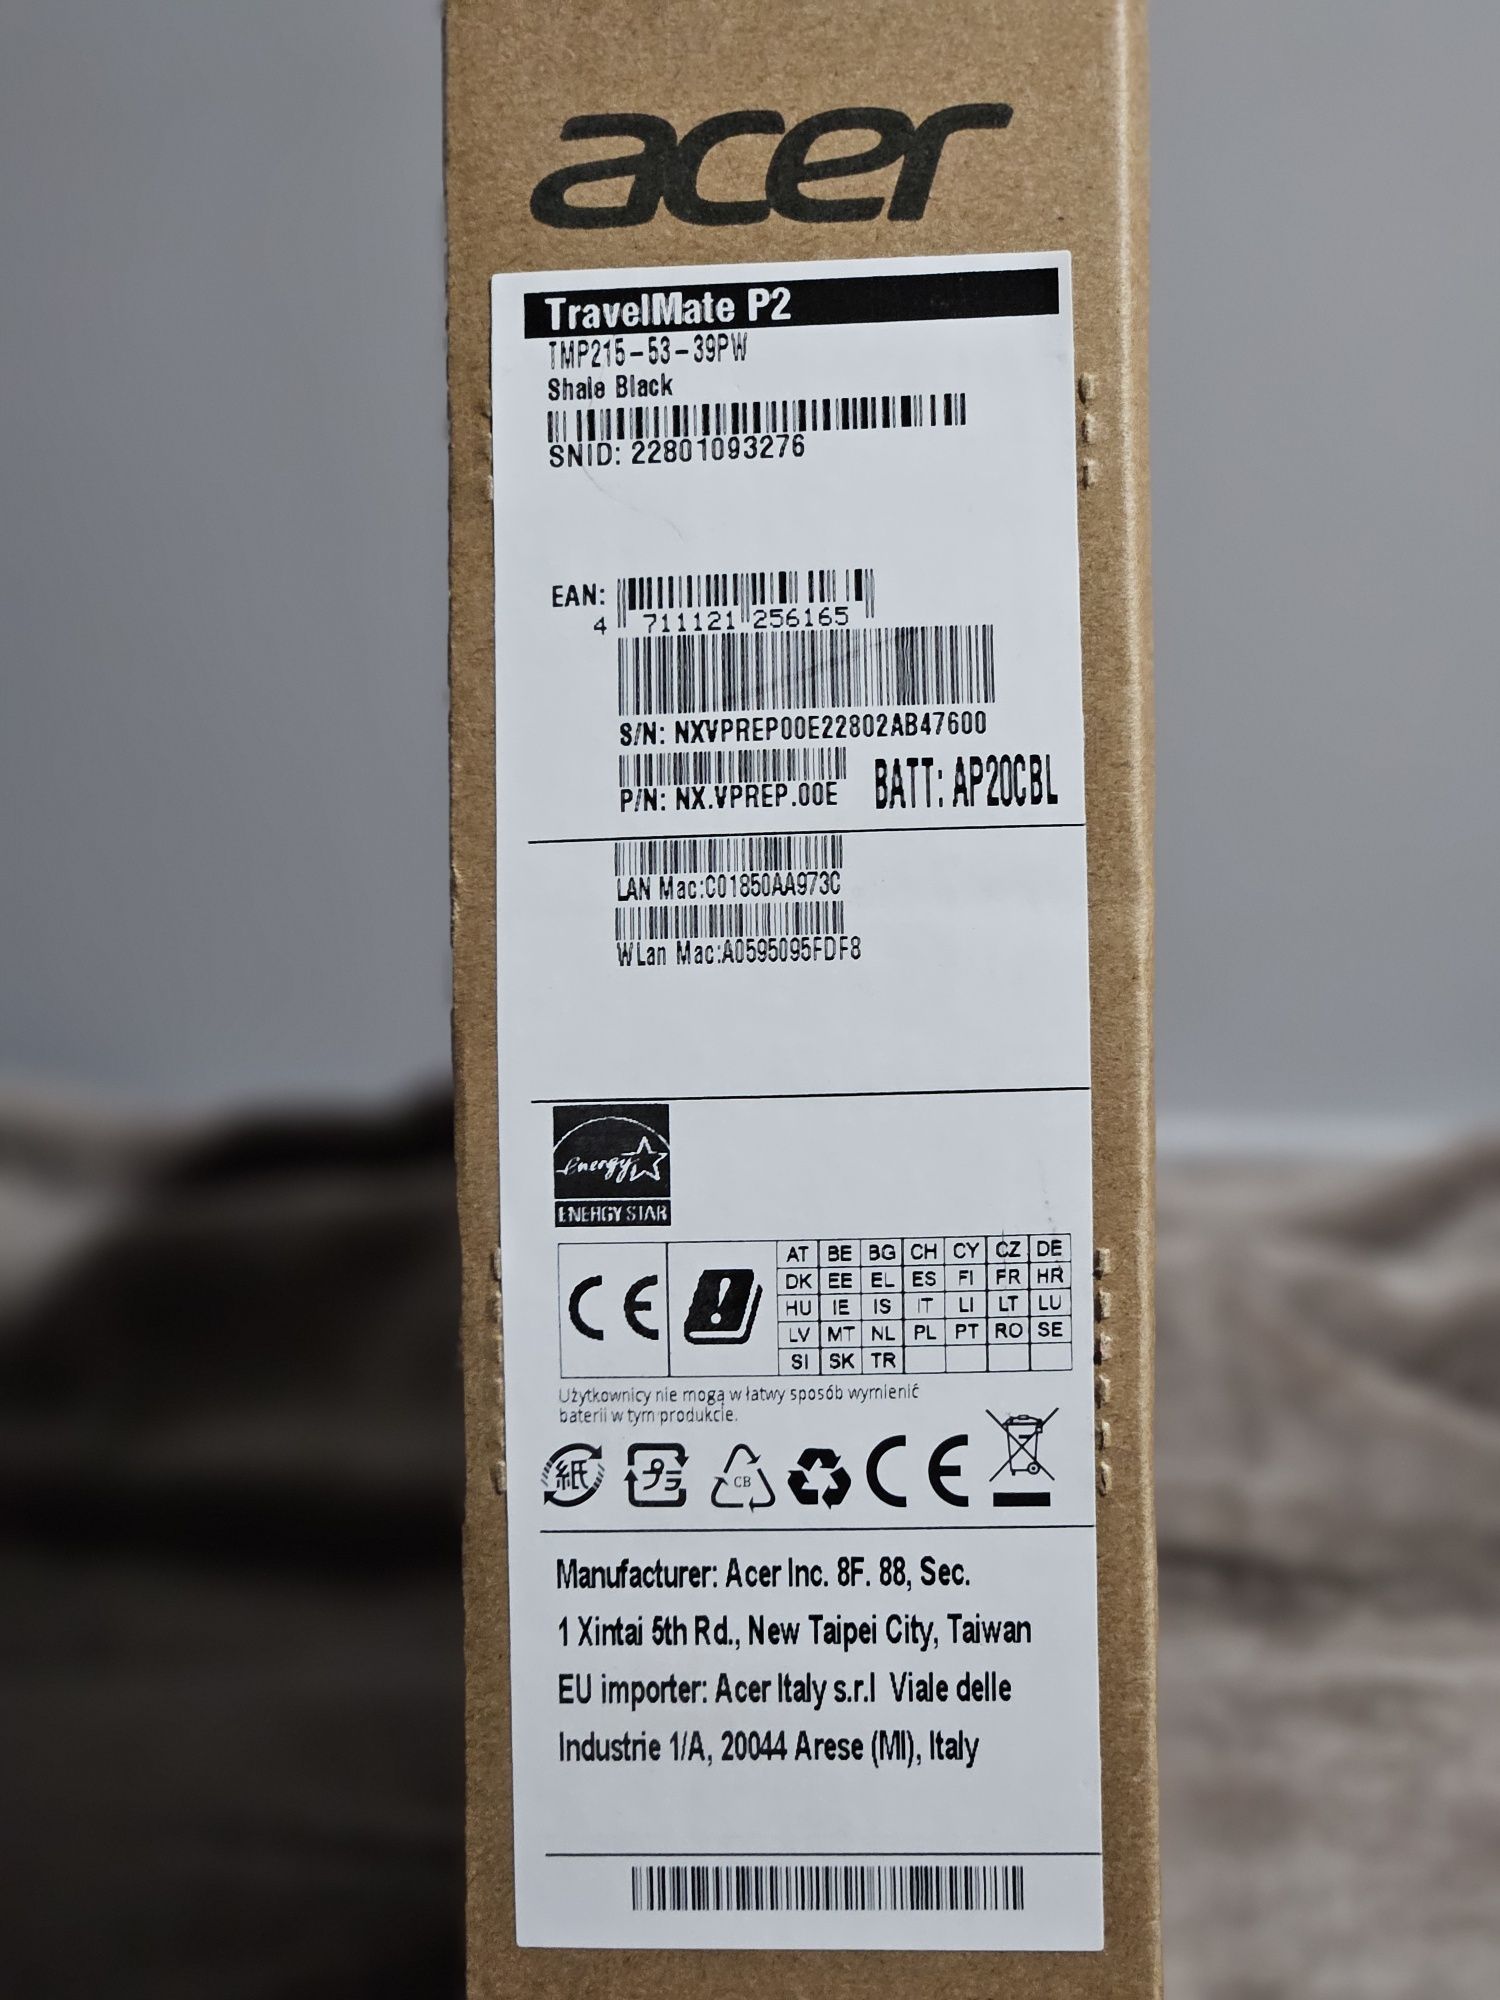 acer
TravelMate P2
TMP215-53-39PW
Shale Black
SNID: 22801093276
EAN:
4 711121 256165
S/N: NXVPREP00E22802AB47600
P/N: NX.VPREP.00E BATT: AP20CBL
LAN Mac:C01850AA973C
WLan Mac:A0595095FDF8
energy
ENERGY STAR
CE
AT BE BG CH CY CZ DE
DK EE EL ES FI FR HR
HU IE IS IT LI LT LU
LV MT NL PL PT RO SE
SI SK TR
Użytkownicy nie mogą w łatwy sposób wymienić
baterii w tym produkcie.
紙 プラ CB CE
Manufacturer: Acer Inc. 8F. 88, Sec.
1 Xintai 5th Rd., New Taipei City, Taiwan
EU importer: Acer Italy s.r.l Viale delle
Industrie 1/A, 20044 Arese (MI), Italy